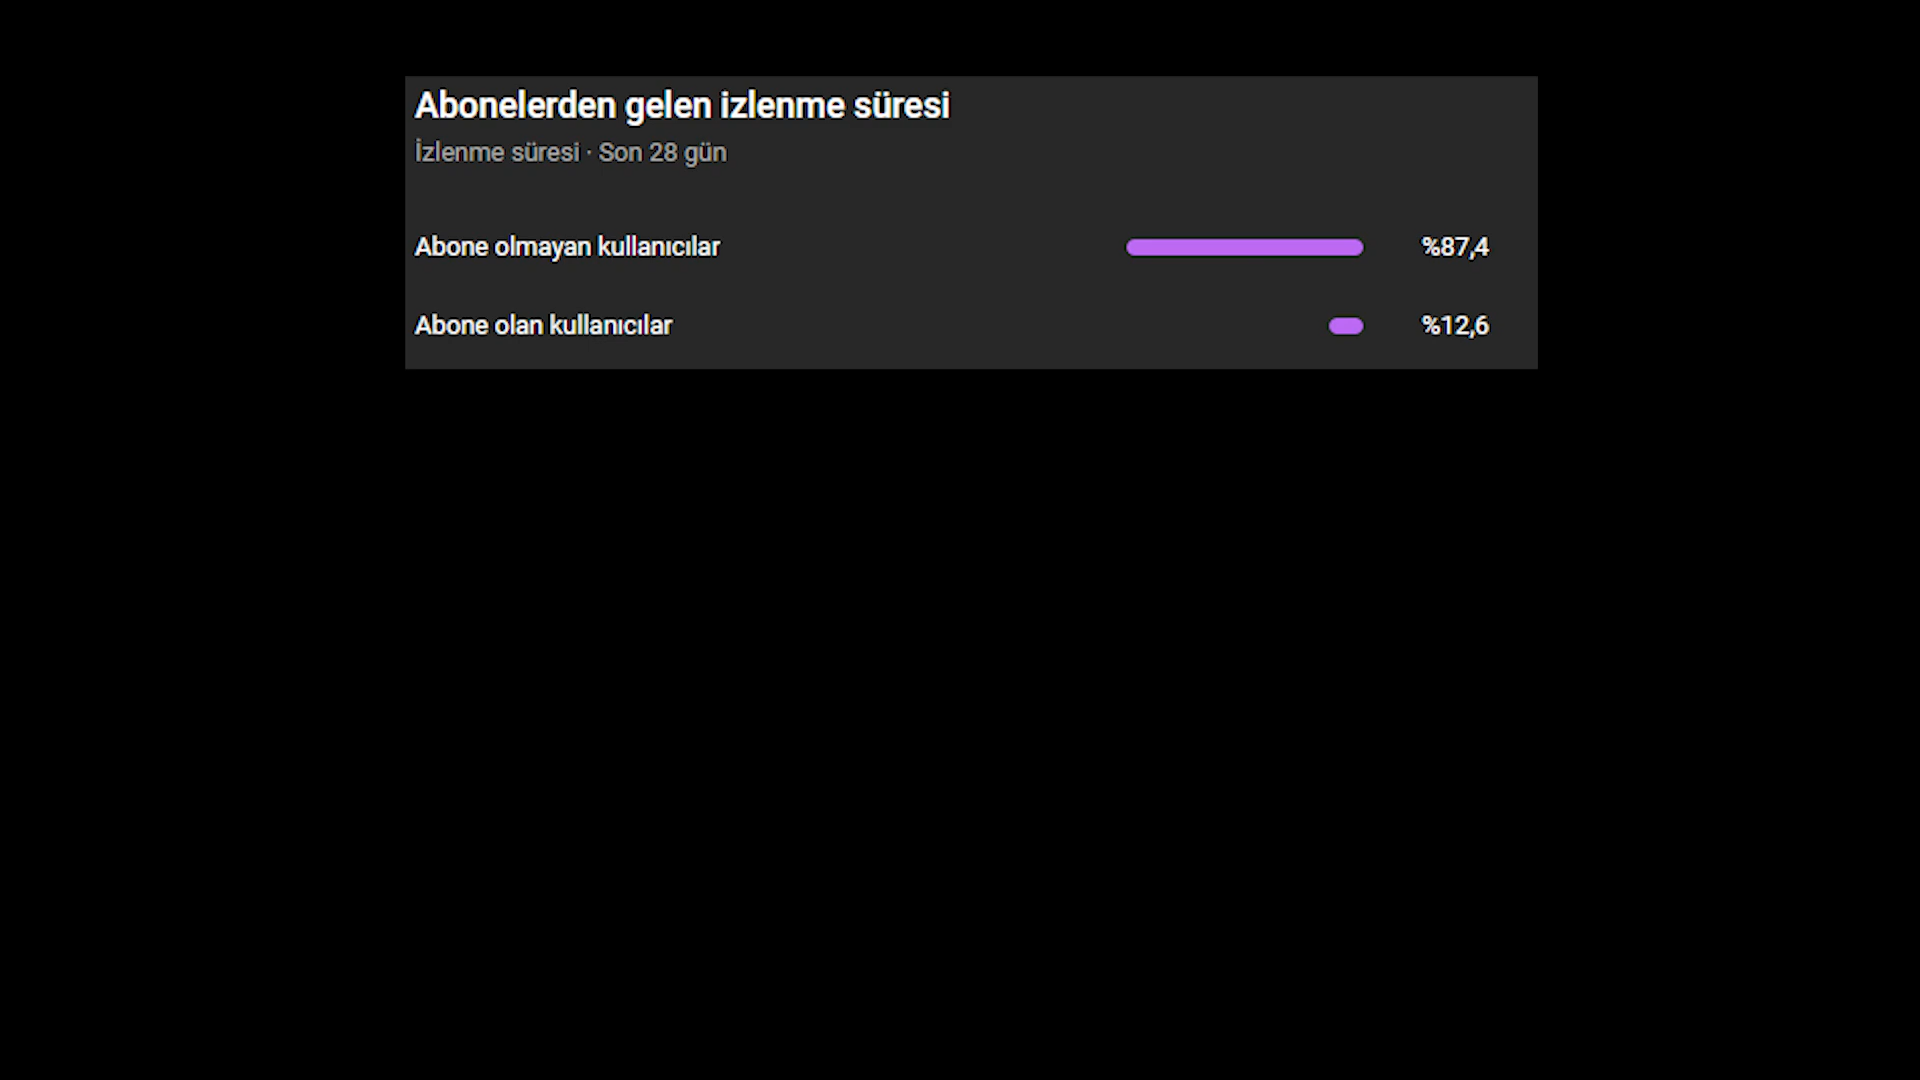 Abonelerden gelen izlenme süresi
İzlenme süresi · Son 28 gün
Abone olmayan kullanıcılar %87,4
Abone olan kullanıcılar %12,6